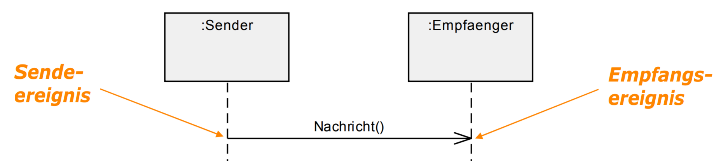 :Sender
:Empfaenger
Sende-
ereignis
Empfangs-
ereignis
Nachricht()